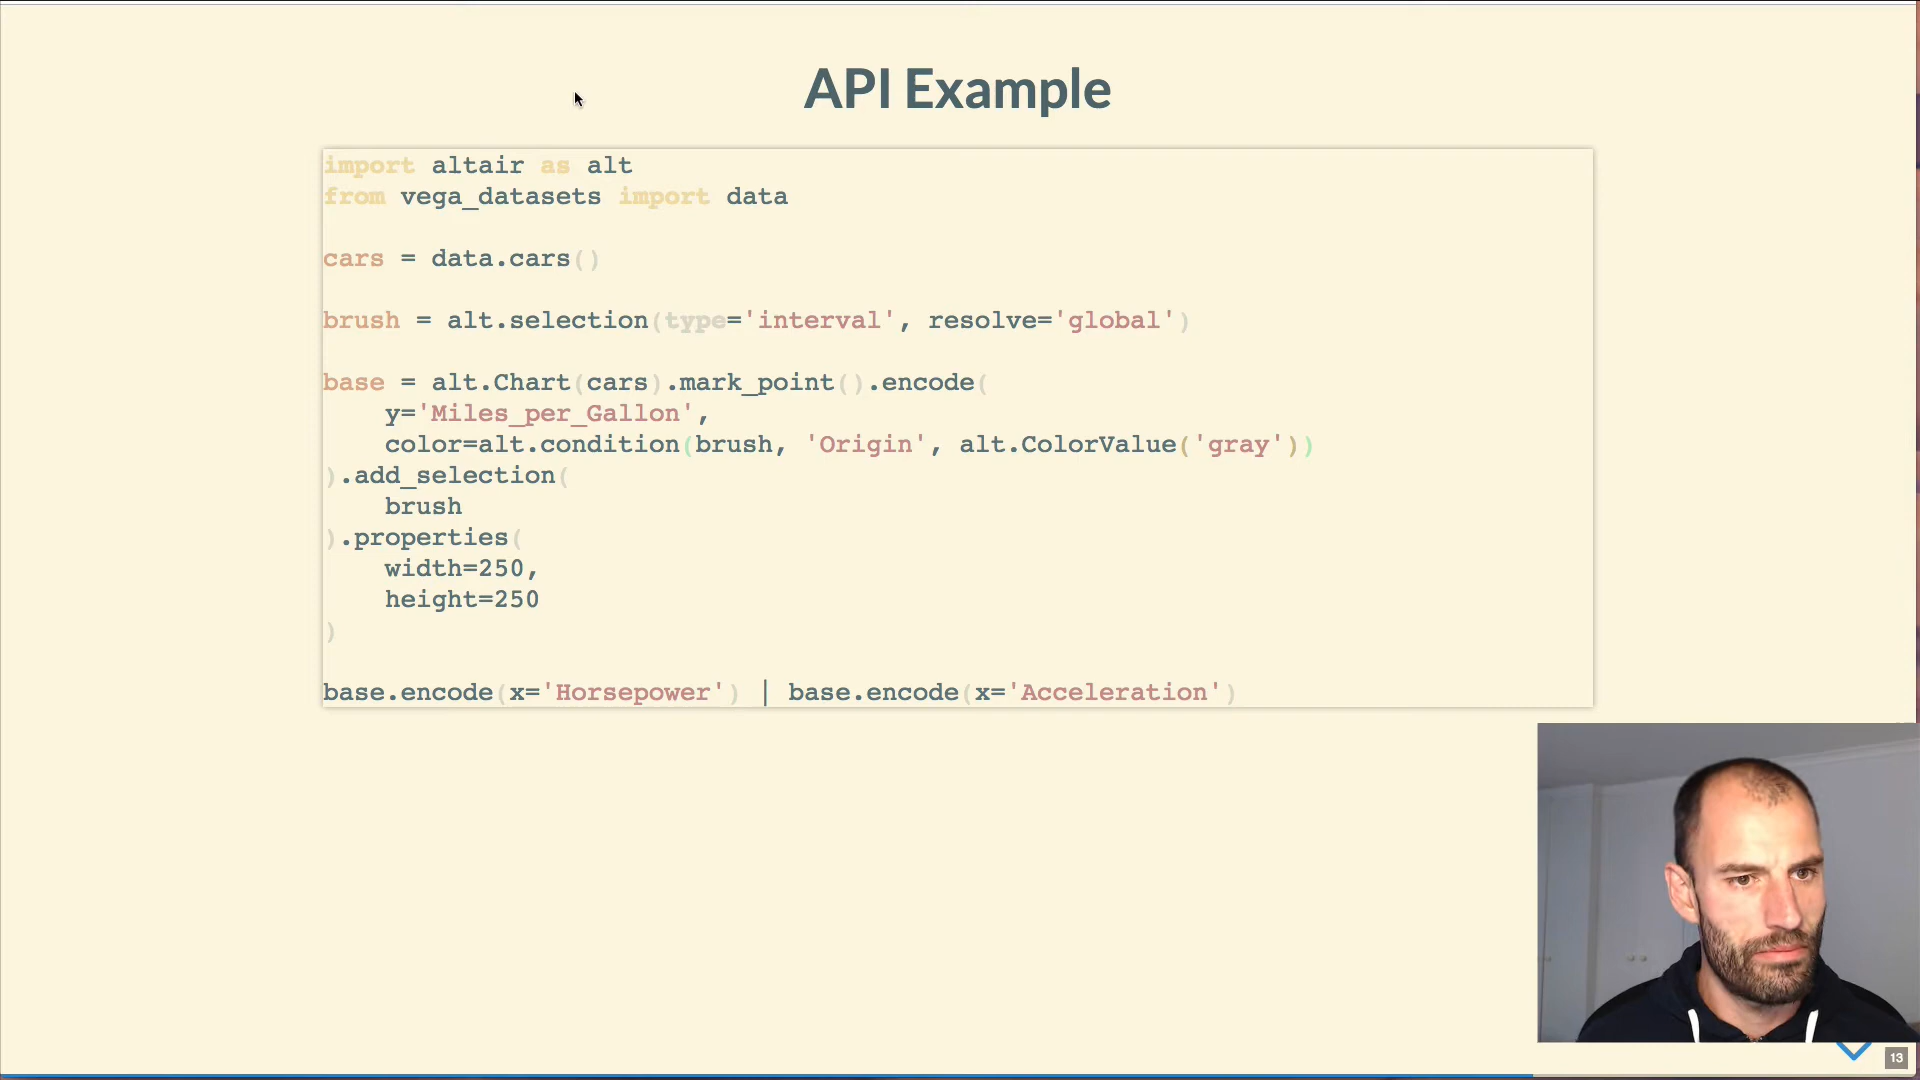 API Example
import altair as alt
from vega_datasets import data
cars = data.cars()
brush = alt.selection(type='interval', resolve='global')
base = alt.Chart(cars).mark_point().encode(
    y='Miles_per_Gallon',
    color=alt.condition(brush, 'Origin', alt.ColorValue('gray'))
).add_selection(
    brush
).properties(
    width=250,
    height=250
)
base.encode(x='Horsepower') | base.encode(x='Acceleration')
13